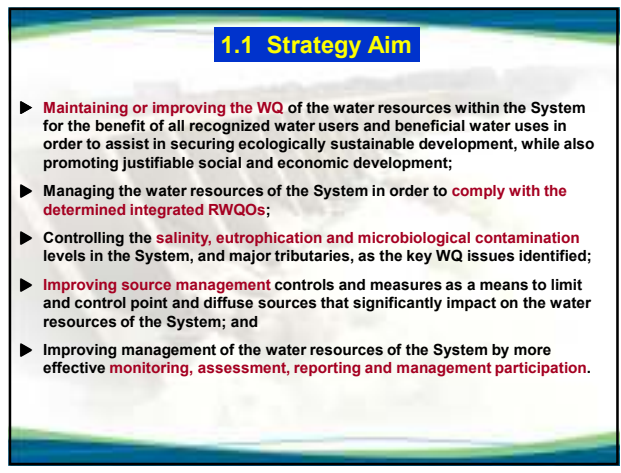 1.1 Strategy Aim
Maintaining or improving the WQ of the water resources within the System
for the benefit of all recognized water users and beneficial water uses in
order to assist in securing ecologically sustainable development, while also
promoting justifiable social and economic development;
Managing the water resources of the System in order to comply with the
determined integrated RWQOs;
Controlling the salinity, eutrophication and microbiological contamination
levels in the System, and major tributaries, as the key WQ issues identified;
Improving source management controls and measures as a means to limit
and control point and diffuse sources that significantly impact on the water
resources of the System; and
Improving management of the water resources of the System by more
effective monitoring, assessment, reporting and management participation.